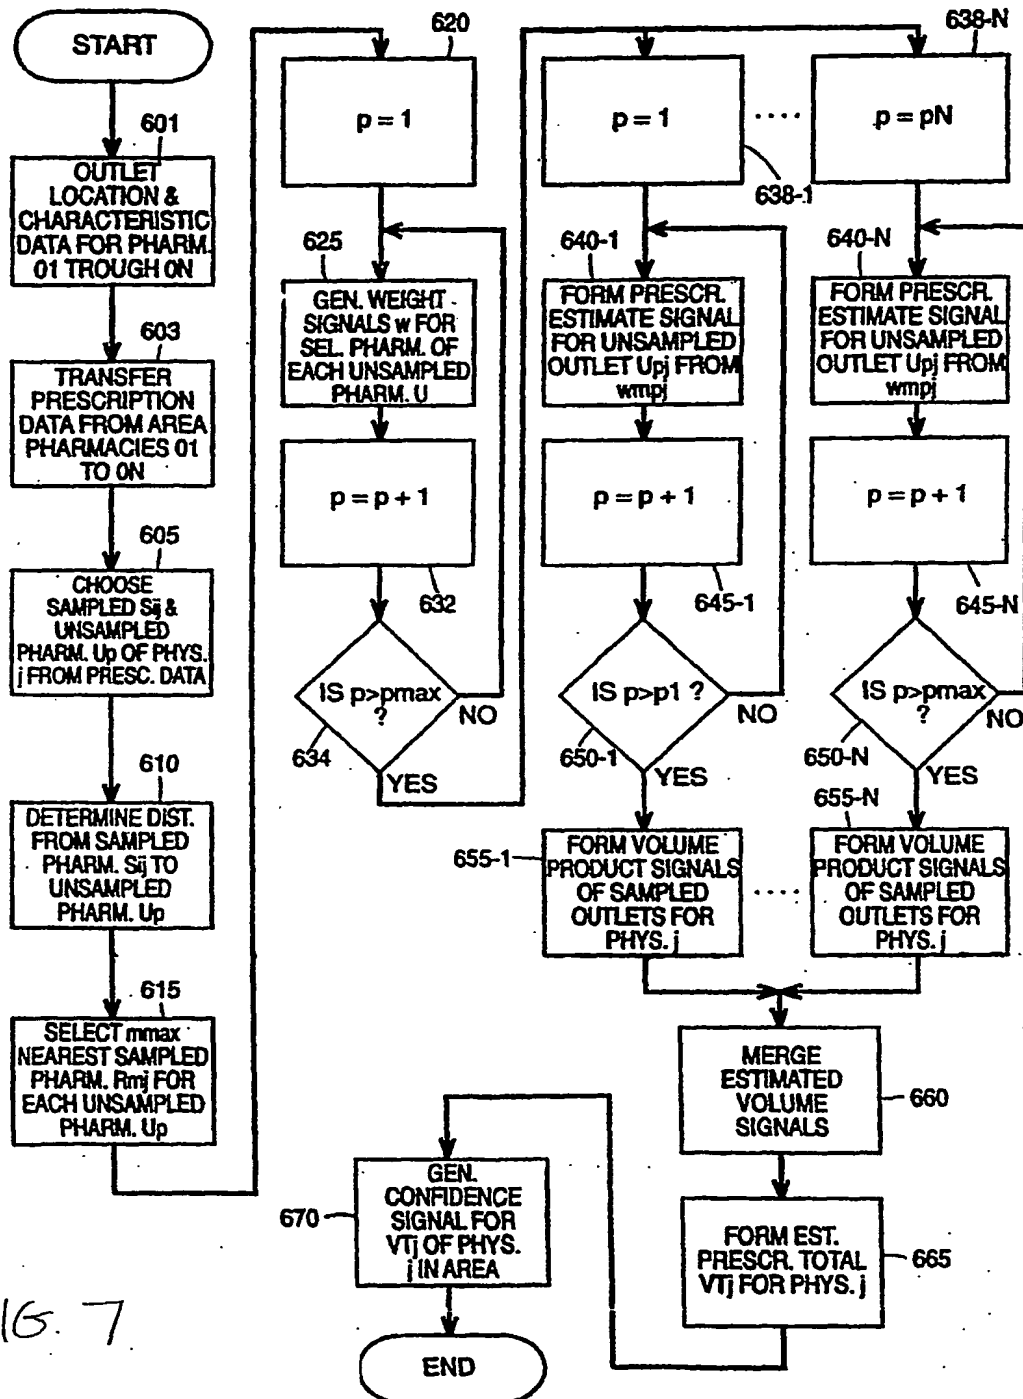 START
601
OUTLET
LOCATION &
CHARACTERISTIC
DATA FOR PHARM.
01 TROUGH 0N
603
TRANSFER
PRESCRIPTION
DATA FROM AREA
PHARMACIES 01
TO 0N
605
CHOOSE
SAMPLED Sij &
UNSAMPLED
PHARM. Up OF PHYS.
j FROM PRESC. DATA
610
DETERMINE DIST.
FROM SAMPLED
PHARM. Sij TO
UNSAMPLED
PHARM. Up
615
SELECT mmax
NEAREST SAMPLED
PHARM. Rmj FOR
EACH UNSAMPLED
PHARM. Up
620
p = 1
625
GEN. WEIGHT
SIGNALS w FOR
SEL. PHARM. OF
EACH UNSAMPLED
PHARM. U
p = p + 1
632
IS p>pmax
?
NO
634
YES
p = 1
638-1
640-1
FORM PRESCR.
ESTIMATE SIGNAL
FOR UNSAMPLED
OUTLET Upj FROM
wmpj
p = p + 1
645-1
IS p>p1 ?
NO
650-1
YES
655-1
FORM VOLUME
PRODUCT SIGNALS
OF SAMPLED
OUTLETS FOR
PHYS. j
....
638-N
p = pN
640-N
FORM PRESCR.
ESTIMATE SIGNAL
FOR UNSAMPLED
OUTLET Upj FROM
wmpj
p = p + 1
645-N
IS p>pmax
?
NO
650-N
YES
655-N
FORM VOLUME
PRODUCT SIGNALS
OF SAMPLED
OUTLETS FOR
PHYS. j
....
MERGE
ESTIMATED
VOLUME
SIGNALS
660
FORM EST.
PRESCR. TOTAL
VTj FOR PHYS. j
665
GEN.
CONFIDENCE
SIGNAL FOR
VTj OF PHYS.
j IN AREA
670
END
IG. 7